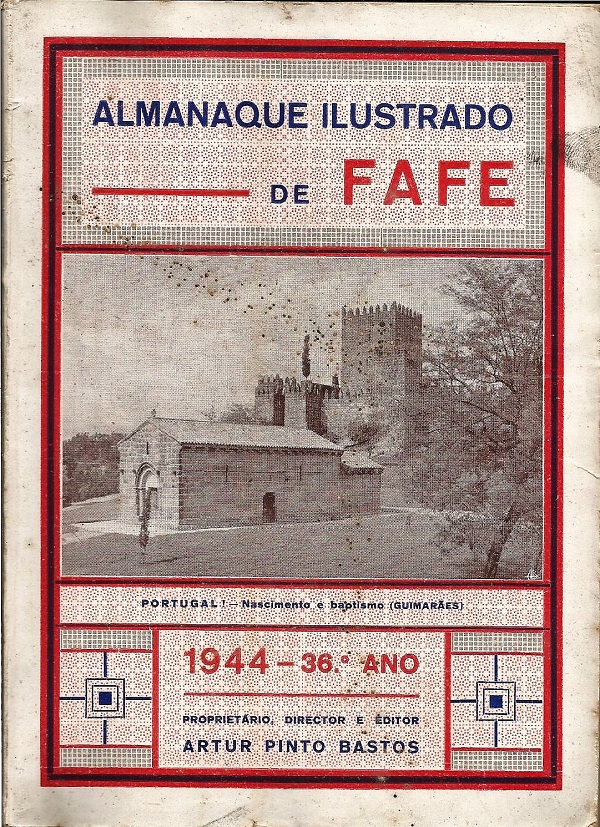 ALMANAQUE ILUSTRADO
DE FAFE
PORTUGAL! — Nascimento e baptismo (GUIMARÃES)
1944 – 36.º ANO
PROPRIETÁRIO, DIRECTOR E EDITOR
ARTUR PINTO BASTOS